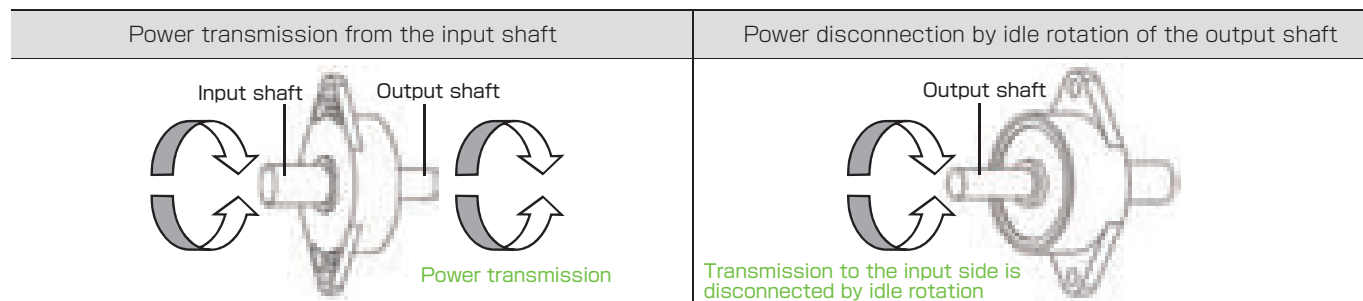 Power transmission from the input shaft
Power disconnection by idle rotation of the output shaft
Input shaft
Output shaft
Power transmission
Output shaft
Transmission to the input side is
disconnected by idle rotation